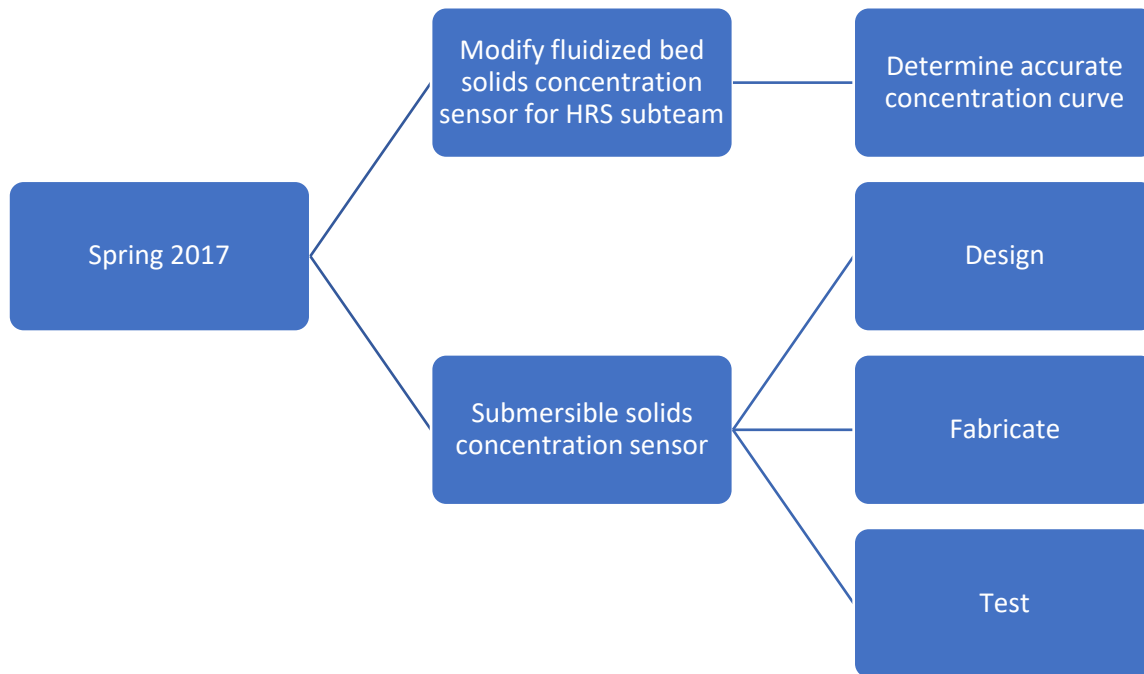 Modify fluidized bed
solids concentration
sensor for HRS subteam
Determine accurate
concentration curve
Spring 2017
Design
Submersible solids
concentration sensor
Fabricate
Test